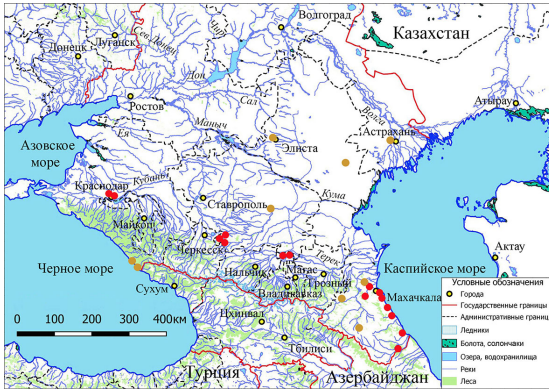 Волгоград
Казахстан
Луганск
Сев. Донец
Чир
Донецк
Дон
Ростов
Сал
Волга
Атырау
Маныч
Ея
Астрахань
Элиста
Азовское
море
Краснодар
Кубань
Ставрополь
Кума
Майкоп
Черкесск
Актау
Терек
Каспийское море
Черное море
Нальчик
Магас
Грозный
Сухум
Владикавказ
Махачкала
Цхинвал
Тбилиси
Турция
Азербайджан
0 100 200 300 400км
Условные обозначения
Города
Государственные границы
Административные границ
Ледники
Болота, солончаки
Озера, водохранилища
Реки
Леса